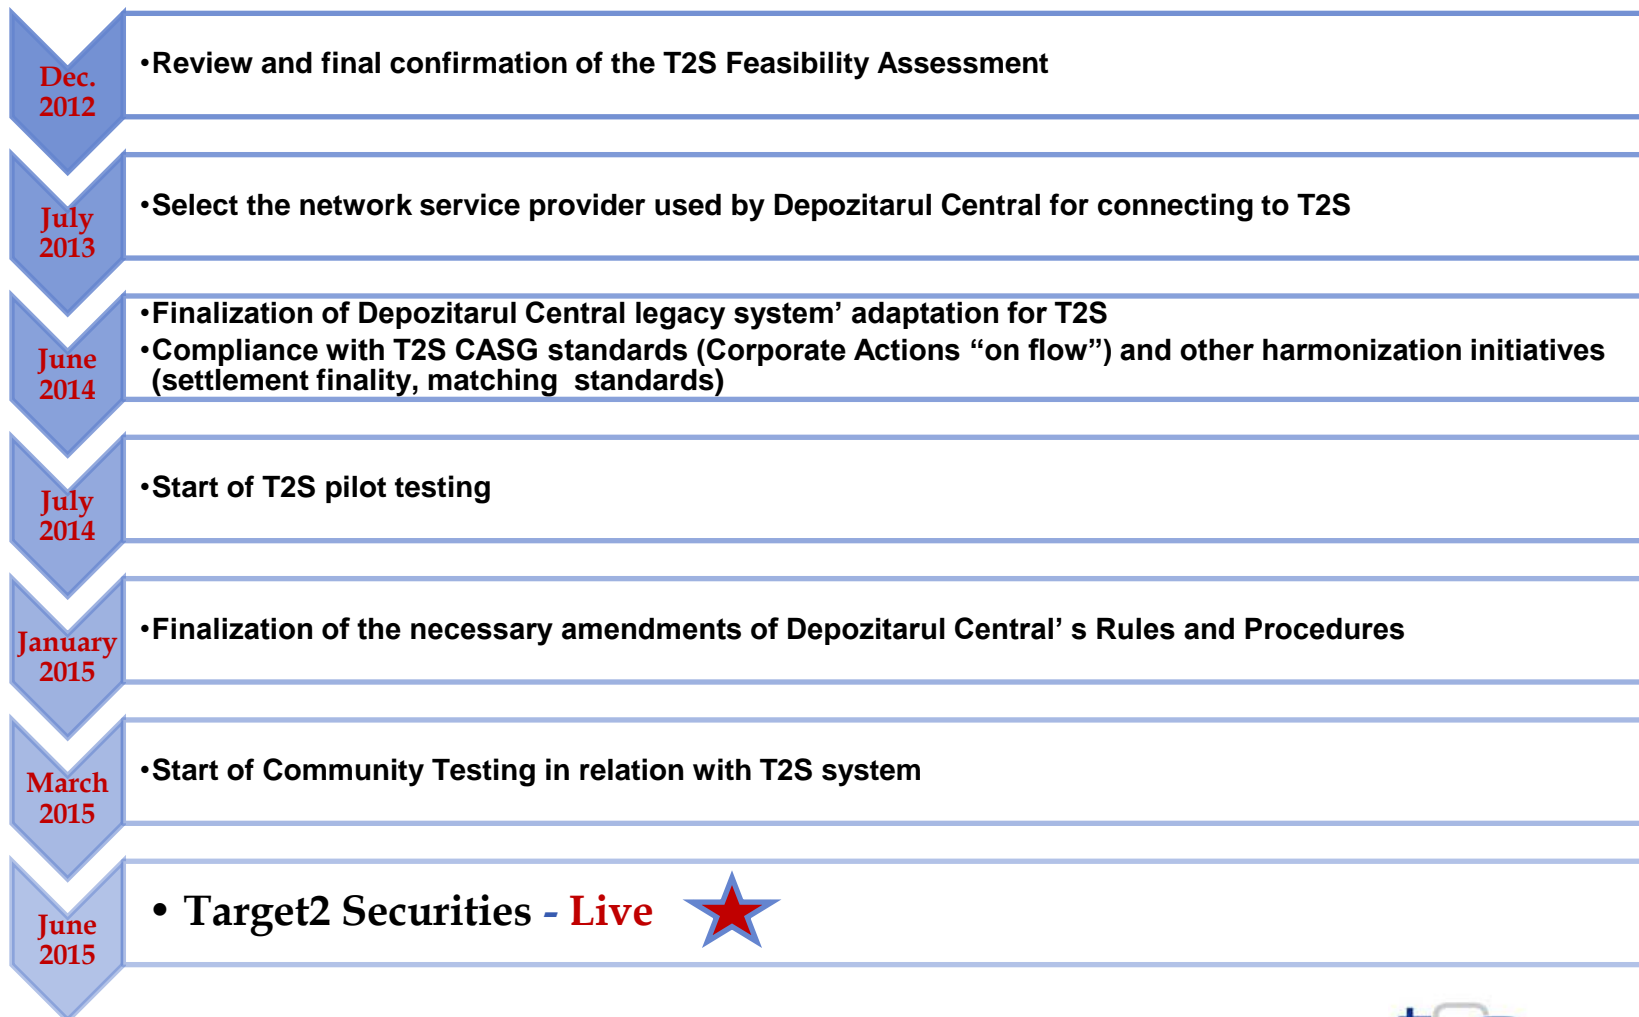 Dec.
2012
•Review and final confirmation of the T2S Feasibility Assessment
July
2013
•Select the network service provider used by Depozitarul Central for connecting to T2S
June
2014
•Finalization of Depozitarul Central legacy system’ adaptation for T2S
•Compliance with T2S CASG standards (Corporate Actions “on flow”) and other harmonization initiatives
(settlement finality, matching standards)
July
2014
•Start of T2S pilot testing
January
2015
•Finalization of the necessary amendments of Depozitarul Central’ s Rules and Procedures
March
2015
•Start of Community Testing in relation with T2S system
June
2015
• Target2 Securities - Live